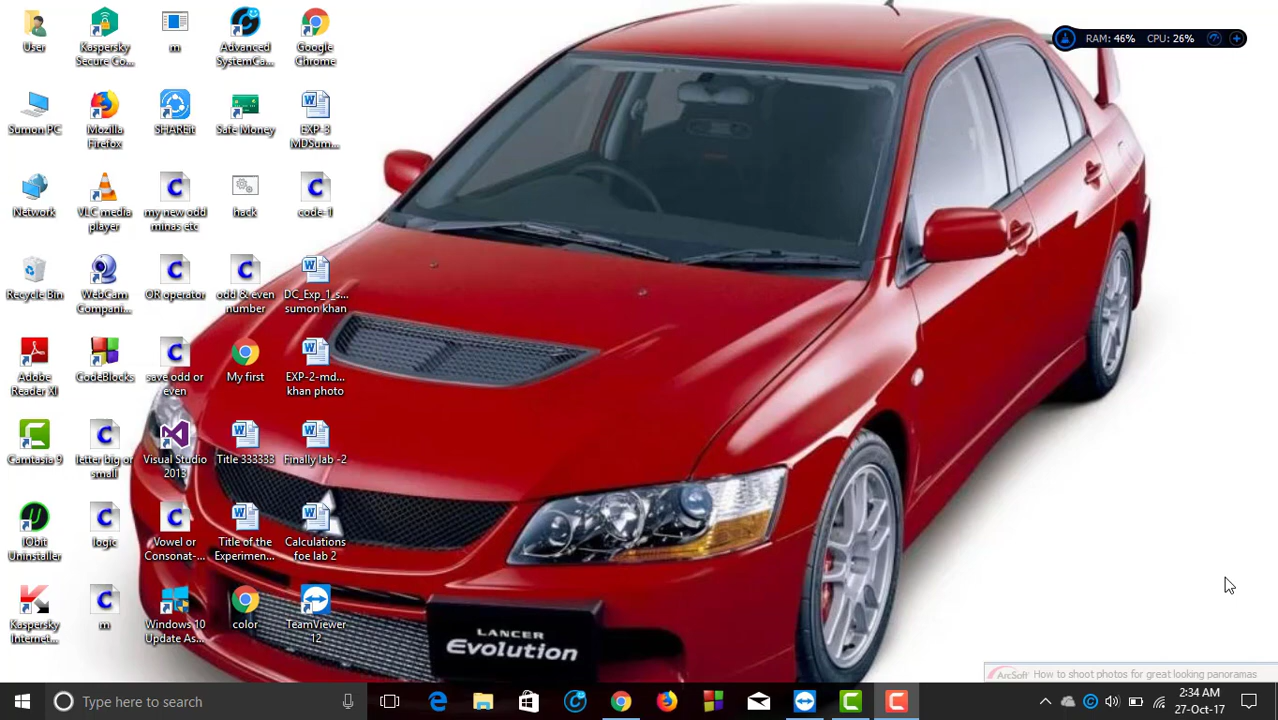 User
Kaspersky
Secure Co...
m
Advanced
SystemCa...
Google
Chrome
RAM: 46%
CPU: 26%
Sumon PC
Mozilla
Firefox
SHAREit
Safe Money
EXP-3
MDSum...
Network
VLC media
player
my new odd
minas etc
hack
code-1
Recycle Bin
WebCam
Compani...
OR operator
odd & even
number
DC_Exp_1_s...
sumon khan
Adobe
Reader XI
CodeBlocks
save odd or
even
My first
EXP-2-md...
khan photo
Camtasia 9
letter big or
small
Visual Studio
2013
Title 333333
Finally lab -2
IObit
Uninstaller
logic
Vowel or
Consonat-...
Title of the
Experimen...
Calculations
foe lab 2
Kaspersky
Internet...
m
Windows 10
Update As...
color
TeamViewer
12
LANCER
Evolution
ArcSoft How to shoot photos for great looking panoramas
Type here to search
2:34 AM
27-Oct-17